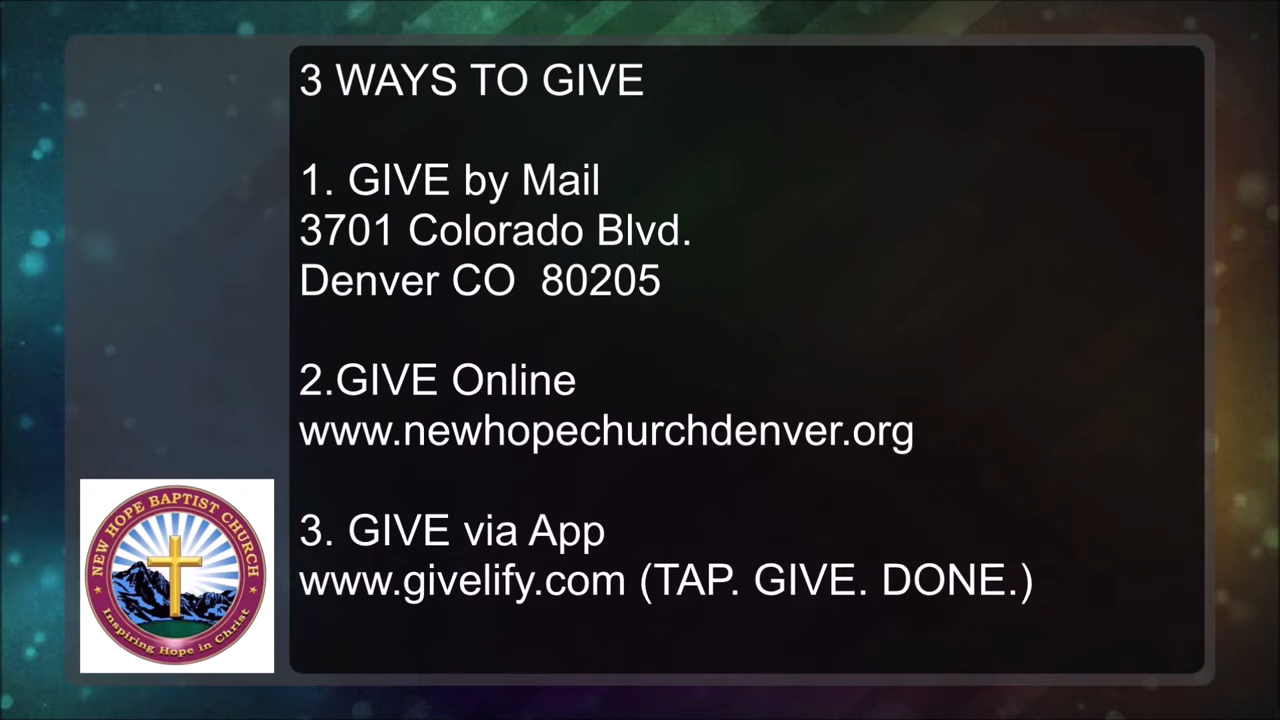 3 WAYS TO GIVE
1. GIVE by Mail
3701 Colorado Blvd.
Denver CO  80205
2.GIVE Online
www.newhopechurchdenver.org
3. GIVE via App
www.givelify.com (TAP. GIVE. DONE.)
NEW HOPE BAPTIST CHURCH
Inspiring Hope in Christ